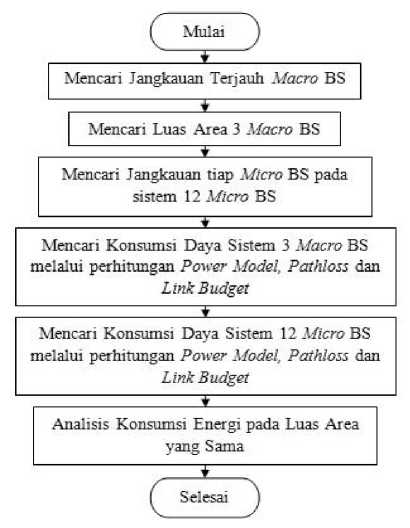 Mulai
Mencari Jangkauan Terjauh Macro BS
Mencari Luas Area 3 Macro BS
Mencari Jangkauan tiap Micro BS pada
sistem 12 Micro BS
Mencari Konsumsi Daya Sistem 3 Macro BS
melalui perhitungan Power Model, Pathloss dan
Link Budget
Mencari Konsumsi Daya Sistem 12 Micro BS
melalui perhitungan Power Model, Pathloss dan
Link Budget
Analisis Konsumsi Energi pada Luas Area
yang Sama
Selesai